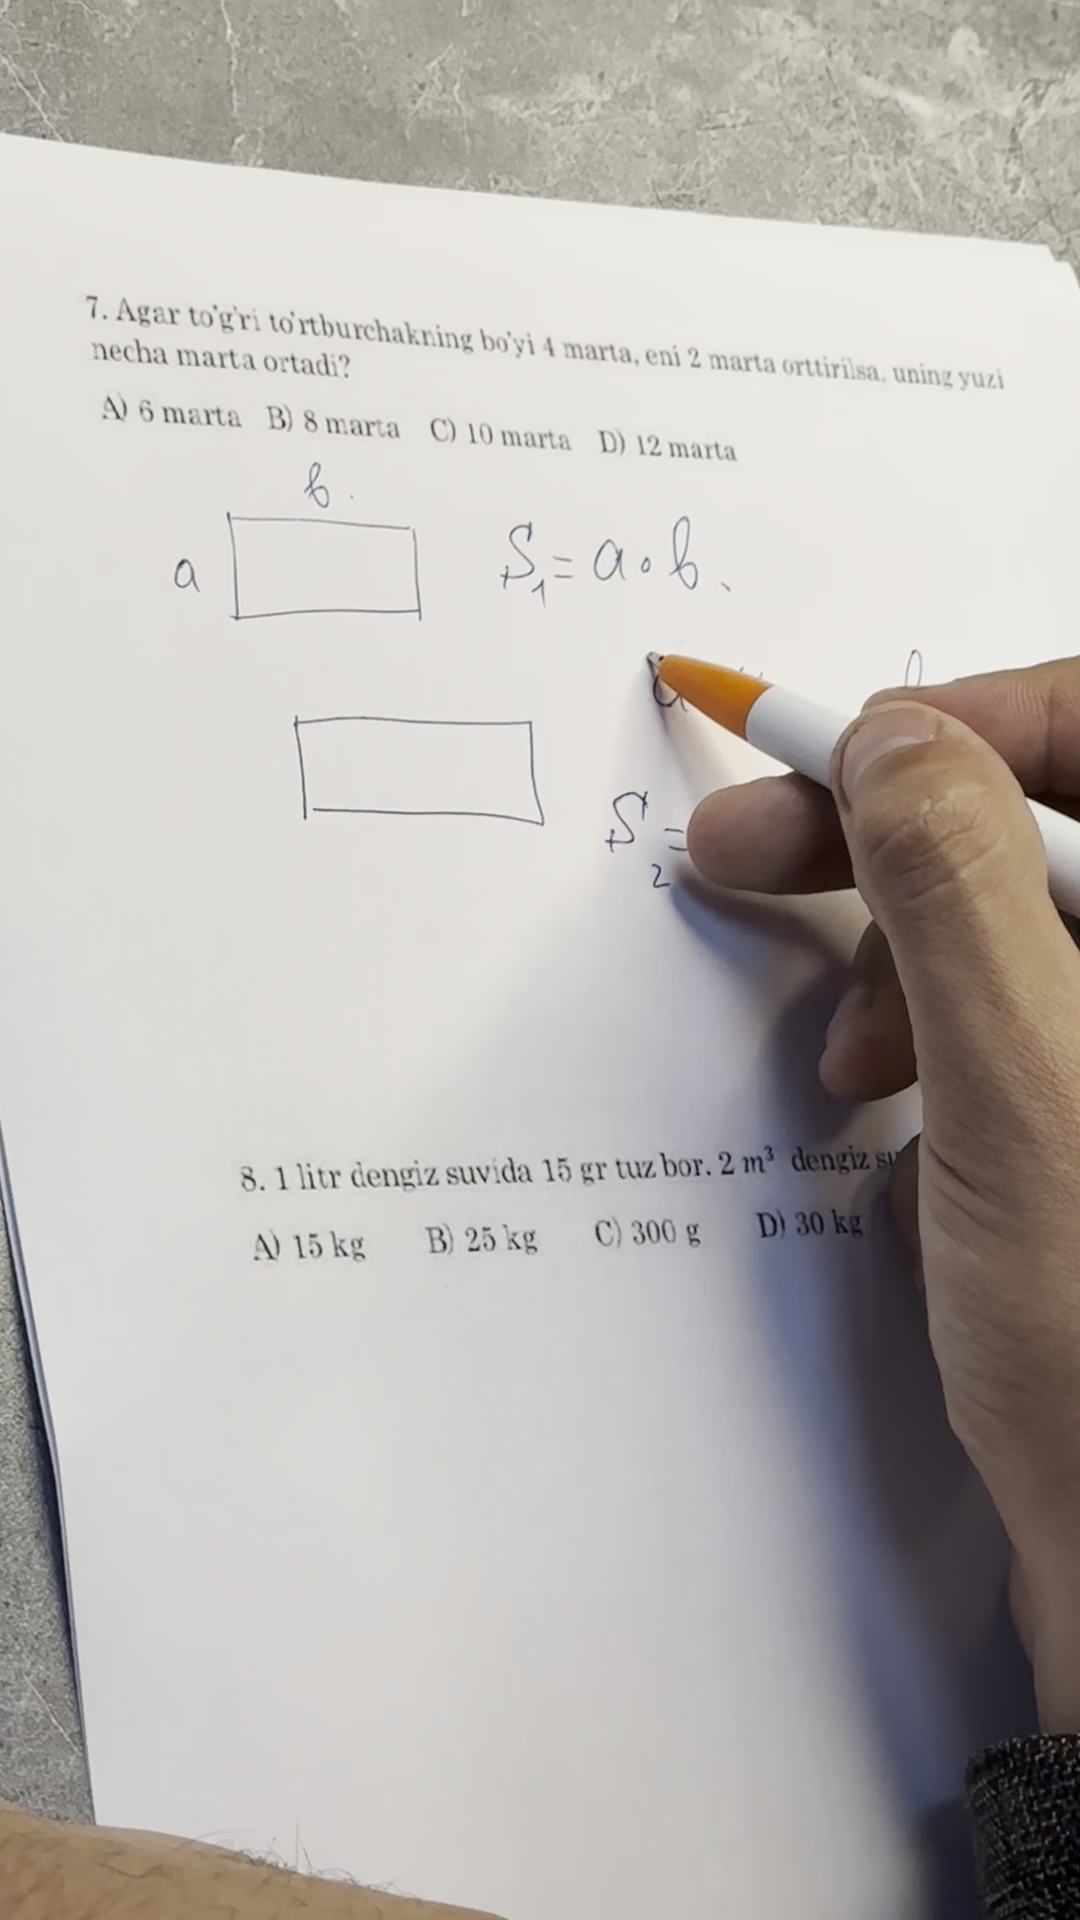 7. Agar to'g'ri to'rtburchakning bo'yi 4 marta, eni 2 marta orttirilsa, uning yuzi
necha marta ortadi?
A) 6 marta B) 8 marta C) 10 marta D) 12 marta
b.
a
S₁ = a∘b.
a
S₂ =
8. 1 litr dengiz suvida 15 gr tuz bor. 2 m³ dengiz
A) 15 kg B) 25 kg C) 300 g D) 30 kg